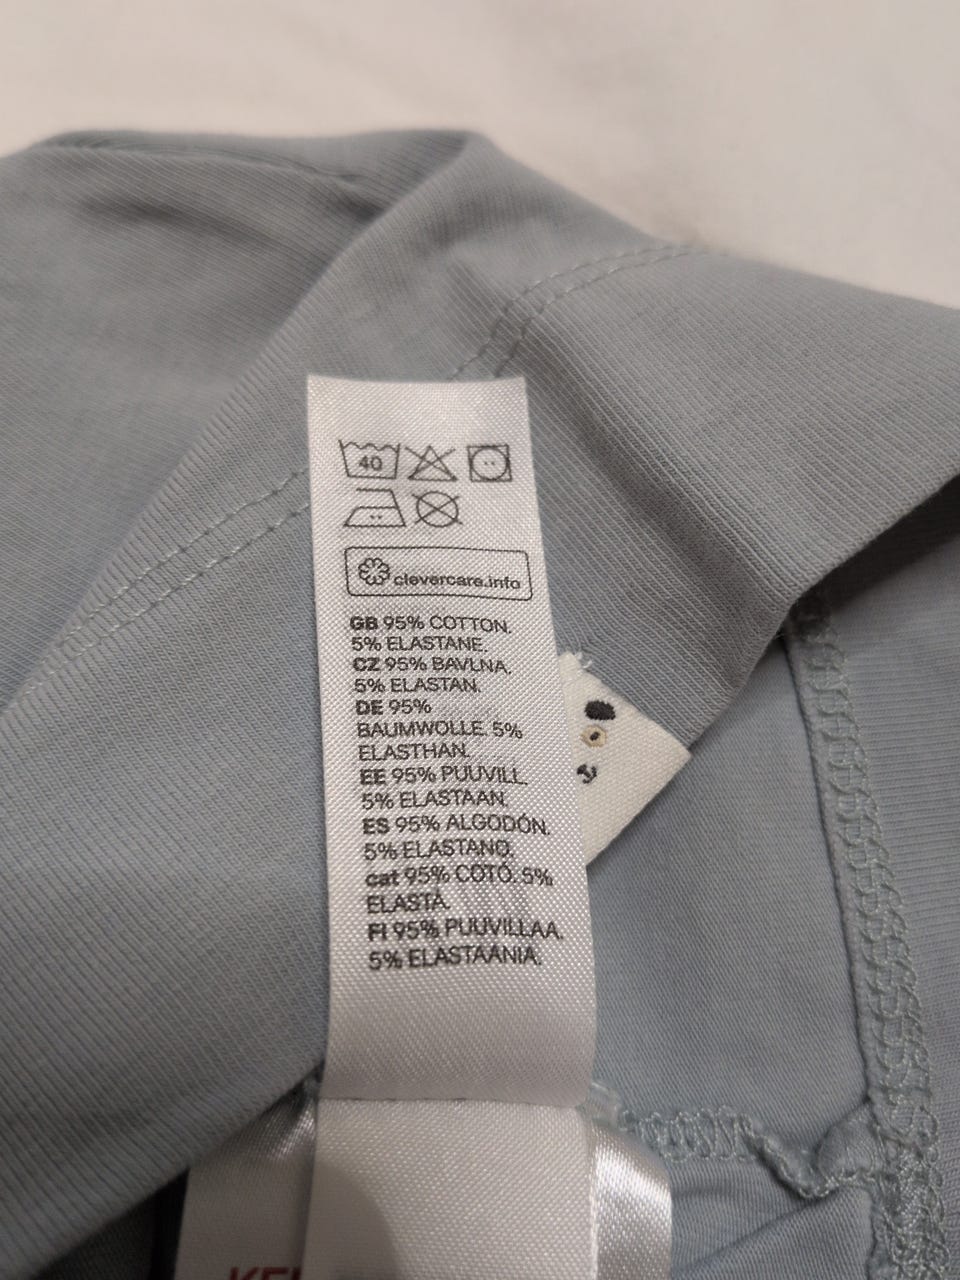 40
clevercare.info
GB 95% COTTON.
5% ELASTANE.
CZ 95% BAVLNA.
5% ELASTAN.
DE 95%
BAUMWOLLE. 5%
ELASTHAN.
EE 95% PUUVILL.
5% ELASTAAN.
ES 95% ALGODÓN.
5% ELASTANO.
cat 95% COTÓ. 5%
ELASTÀ.
FI 95% PUUVILLAA.
5% ELASTAANIA.